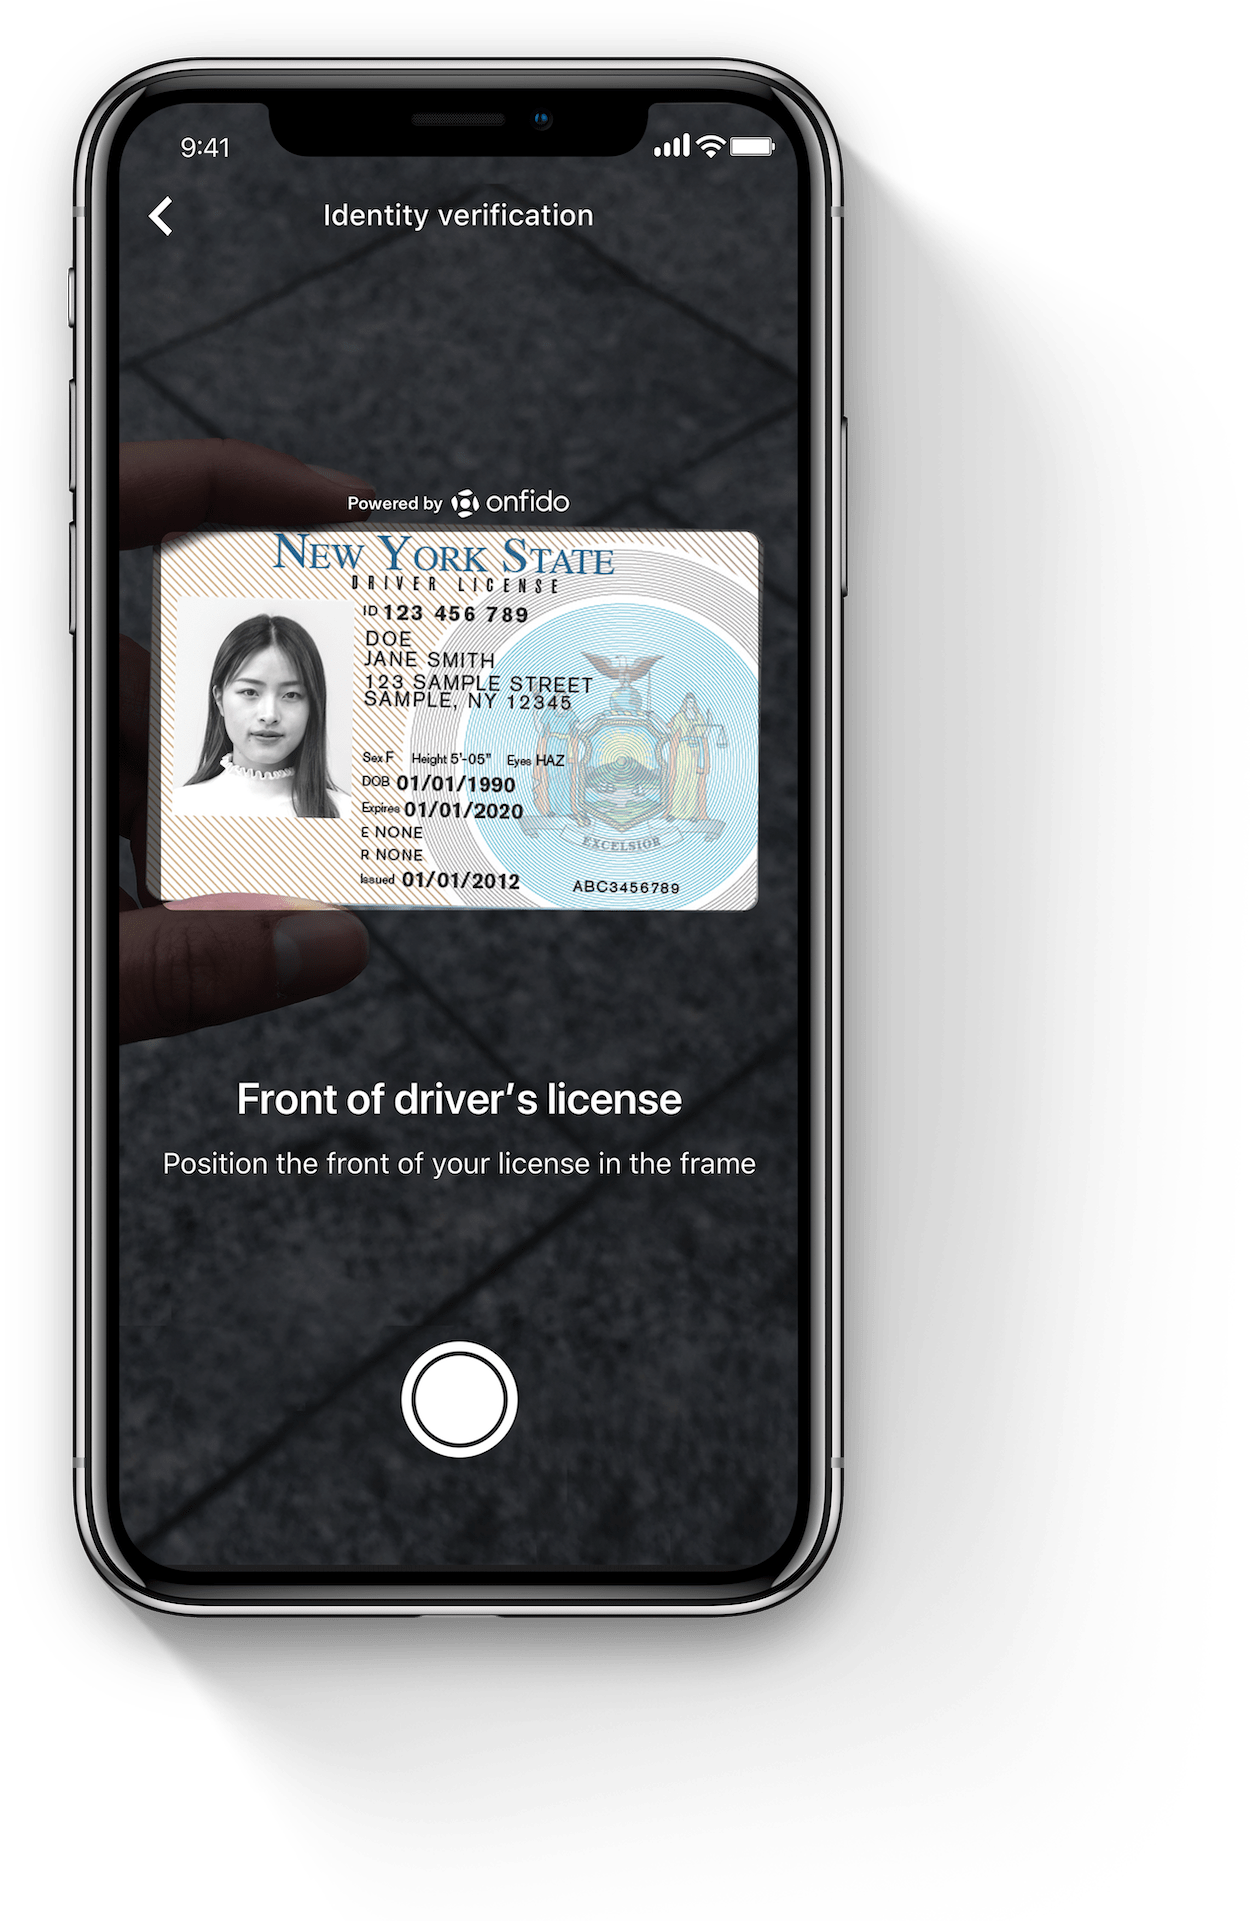 9:41
Identity verification
Powered by onfido
NEW YORK STATE
DRIVER LICENSE
ID 123 456 789
DOE
JANE SMITH
123 SAMPLE STREET
SAMPLE, NY 12345
Sex F Height 5'-05" Eyes HAZ
DOB 01/01/1990
Expires 01/01/2020
E NONE
R NONE
Issued 01/01/2012
EXCELSIOR
ABC3456789
Front of driver’s license
Position the front of your license in the frame